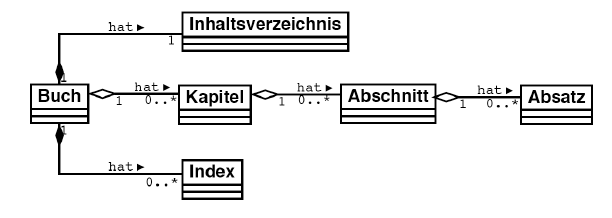 hat ►
Inhaltsverzeichnis
1
1
Buch
1
hat ►
0..*
Kapitel
1
hat ►
0..*
Abschnitt
1
hat ►
0..*
Absatz
1
hat ►
0..*
Index